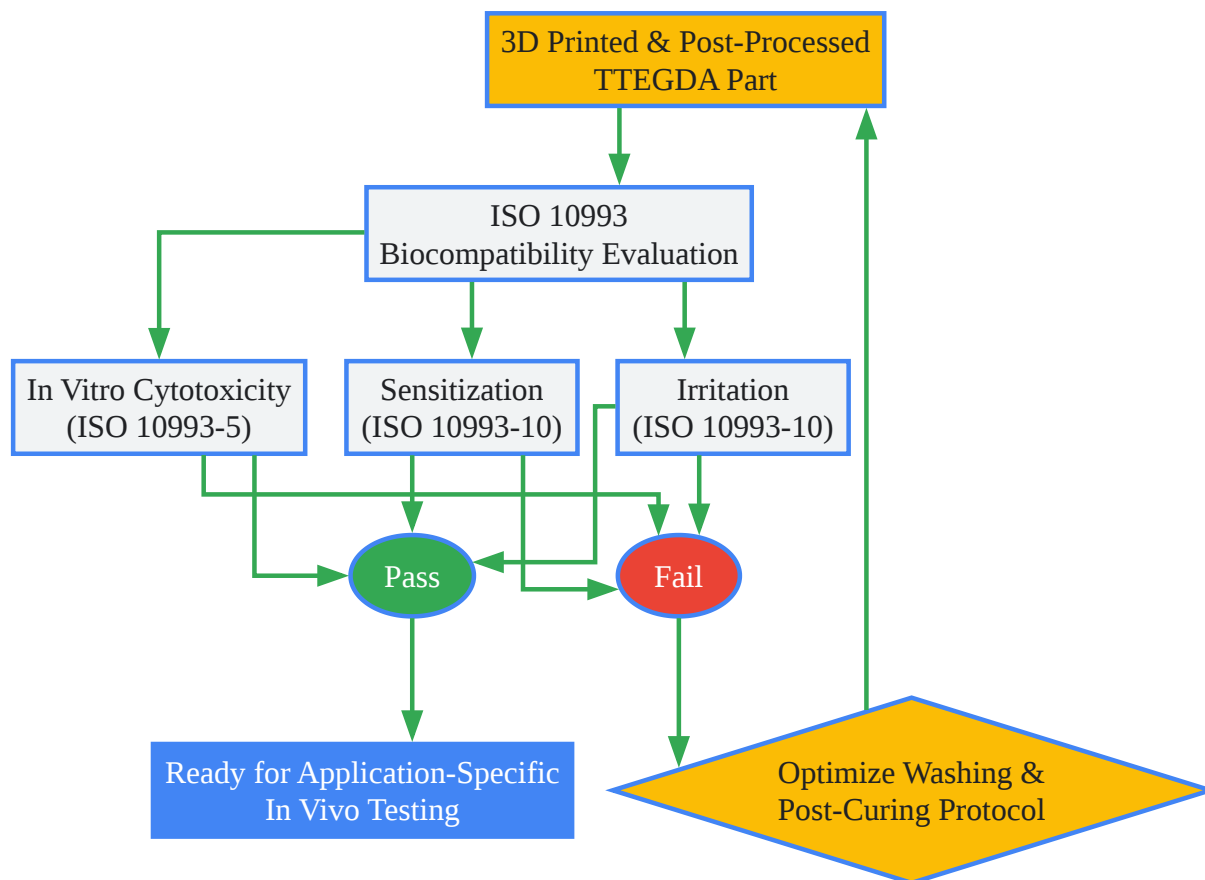 3D Printed & Post-Processed
TTEGDA Part
ISO 10993
Biocompatibility Evaluation
In Vitro Cytotoxicity
(ISO 10993-5)
Sensitization
(ISO 10993-10)
Irritation
(ISO 10993-10)
Pass
Fail
Ready for Application-Specific
In Vivo Testing
Optimize Washing &
Post-Curing Protocol